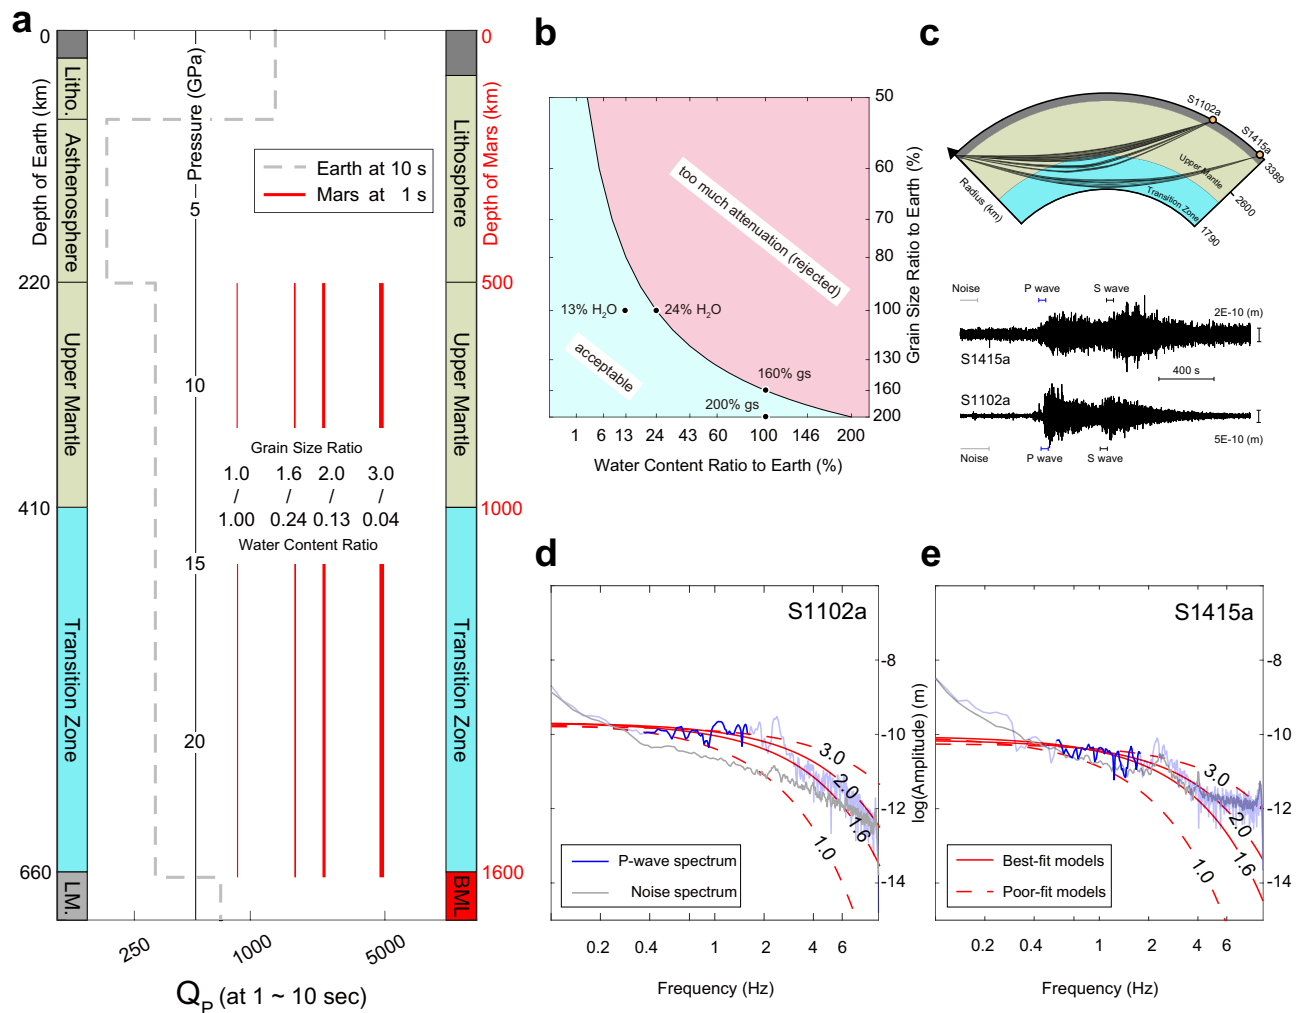 a
0
Depth of Earth (km)
220
410
660
Litho.
Asthenosphere
Upper Mantle
Transition Zone
LM.
Pressure (GPa)
5
10
15
20
Earth at 10 s
Mars at 1 s
Grain Size Ratio
1.0 1.6 2.0 3.0
/ / / /
1.00 0.24 0.13 0.04
Water Content Ratio
0
Depth of Mars (km)
500
1000
1600
Lithosphere
Upper Mantle
Transition Zone
BML
250 1000 5000
QP (at 1 ~ 10 sec)
b
too much attenuation (rejected)
acceptable
13% H2O
24% H2O
160% gs
200% gs
50
60
70
80
100
130
160
200
Grain Size Ratio to Earth (%)
1 6 13 24 43 60 100 146 200
Water Content Ratio to Earth (%)
c
S1102a
S1415a
3389
2600
1790
Upper Mantle
Transition Zone
Radius (km)
Noise P wave S wave
2E-10 (m)
S1415a
400 s
S1102a
5E-10 (m)
Noise P wave S wave
d
S1102a
-8
-10
-12
-14
3.0
2.0
1.6
1.0
P-wave spectrum
Noise spectrum
0.2 0.4 1 2 6
Frequency (Hz)
e
S1415a
log(Amplitude) (m)
-8
-10
-12
-14
3.0
2.0
1.6
1.0
Best-fit models
Poor-fit models
0.2 0.4 1 2 4 6
Frequency (Hz)